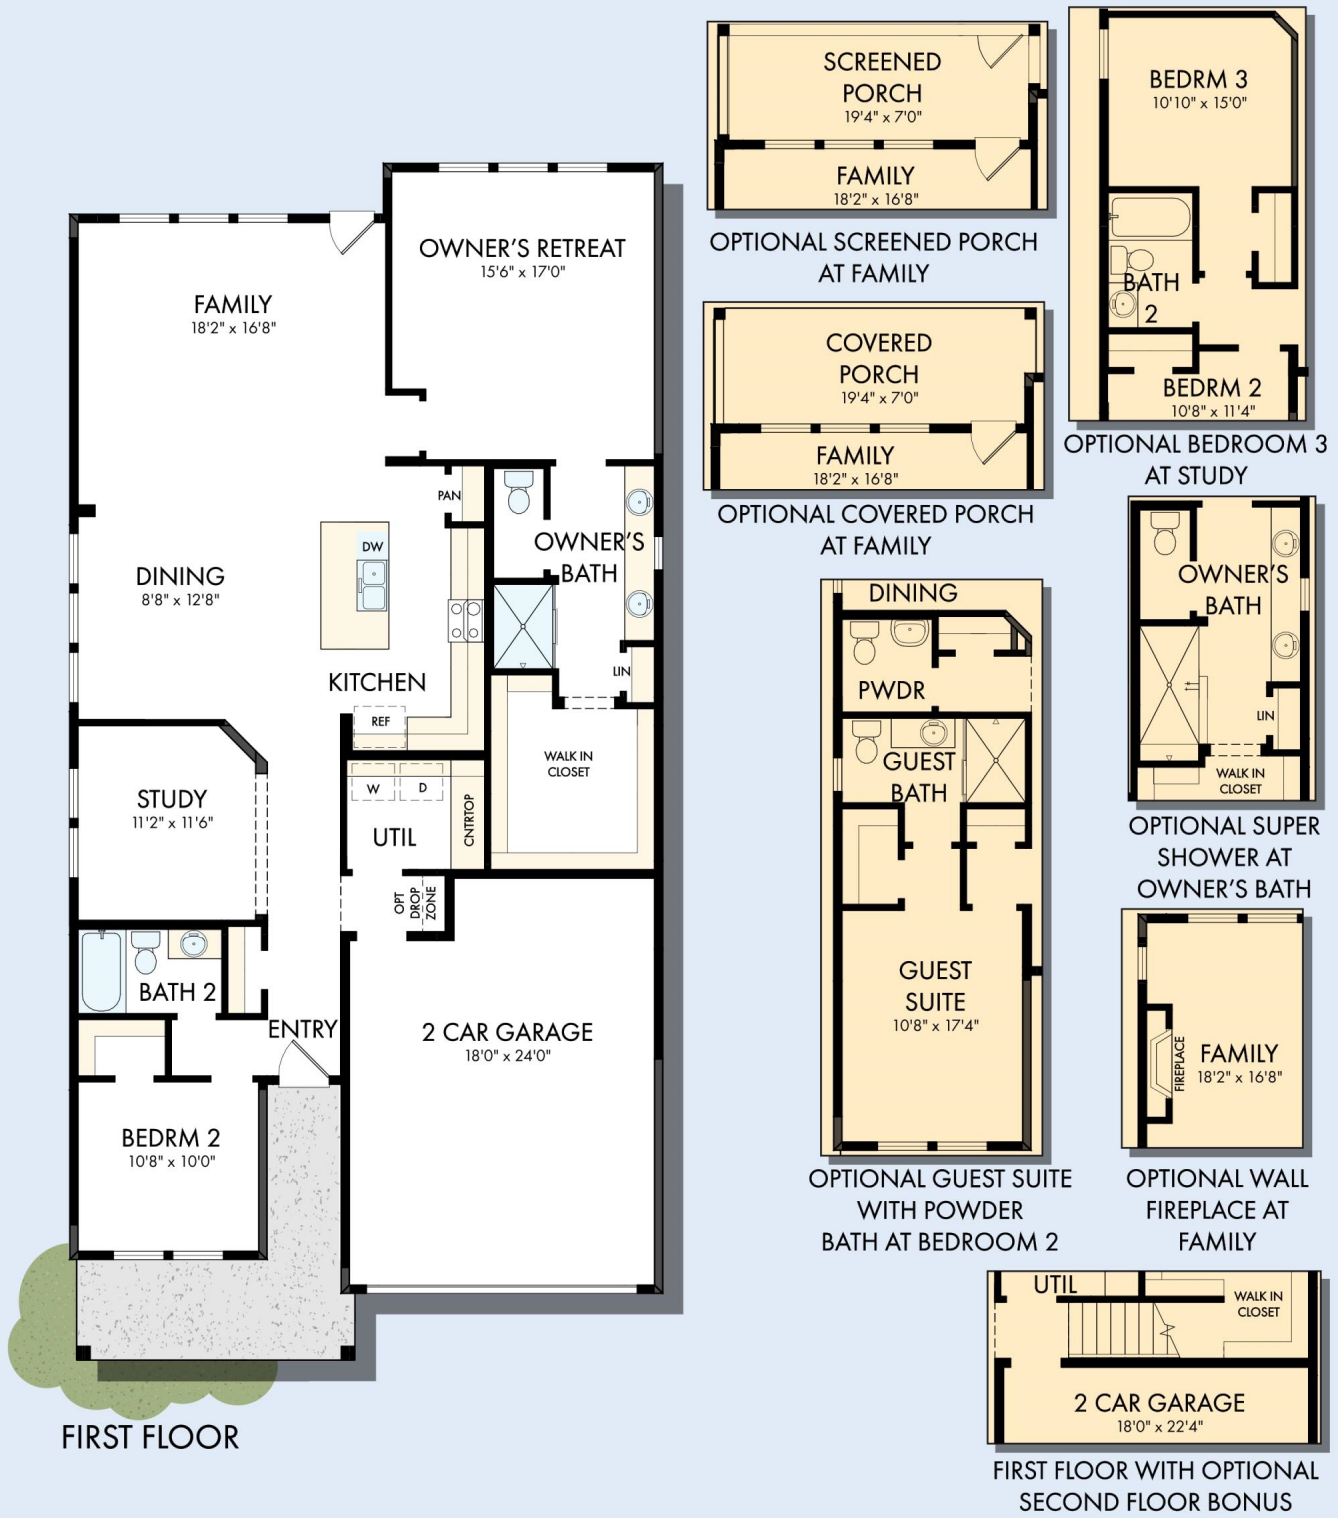 OWNER'S RETREAT
15'6" x 17'0"
FAMILY
18'2" x 16'8"
PAN
DW
OWNER'S
BATH
DINING
8'8" x 12'8"
LIN
KITCHEN
REF
WALK IN
CLOSET
W
D
CNTRTOP
UTIL
STUDY
11'2" x 11'6"
OPT
DROP
ZONE
BATH 2
ENTRY
2 CAR GARAGE
18'0" x 24'0"
BEDRM 2
10'8" x 10'0"
FIRST FLOOR
SCREENED
PORCH
19'4" x 7'0"
FAMILY
18'2" x 16'8"
OPTIONAL SCREENED PORCH
AT FAMILY
COVERED
PORCH
19'4" x 7'0"
FAMILY
18'2" x 16'8"
OPTIONAL COVERED PORCH
AT FAMILY
BEDRM 3
10'10" x 15'0"
BATH
2
BEDRM 2
10'8" x 11'4"
OPTIONAL BEDROOM 3
AT STUDY
DINING
PWDR
GUEST
BATH
GUEST
SUITE
10'8" x 17'4"
OPTIONAL GUEST SUITE
WITH POWDER
BATH AT BEDROOM 2
OWNER'S
BATH
LIN
WALK IN
CLOSET
OPTIONAL SUPER
SHOWER AT
OWNER'S BATH
FIREPLACE
FAMILY
18'2" x 16'8"
OPTIONAL WALL
FIREPLACE AT
FAMILY
UTIL
WALK IN
CLOSET
2 CAR GARAGE
18'0" x 22'4"
FIRST FLOOR WITH OPTIONAL
SECOND FLOOR BONUS